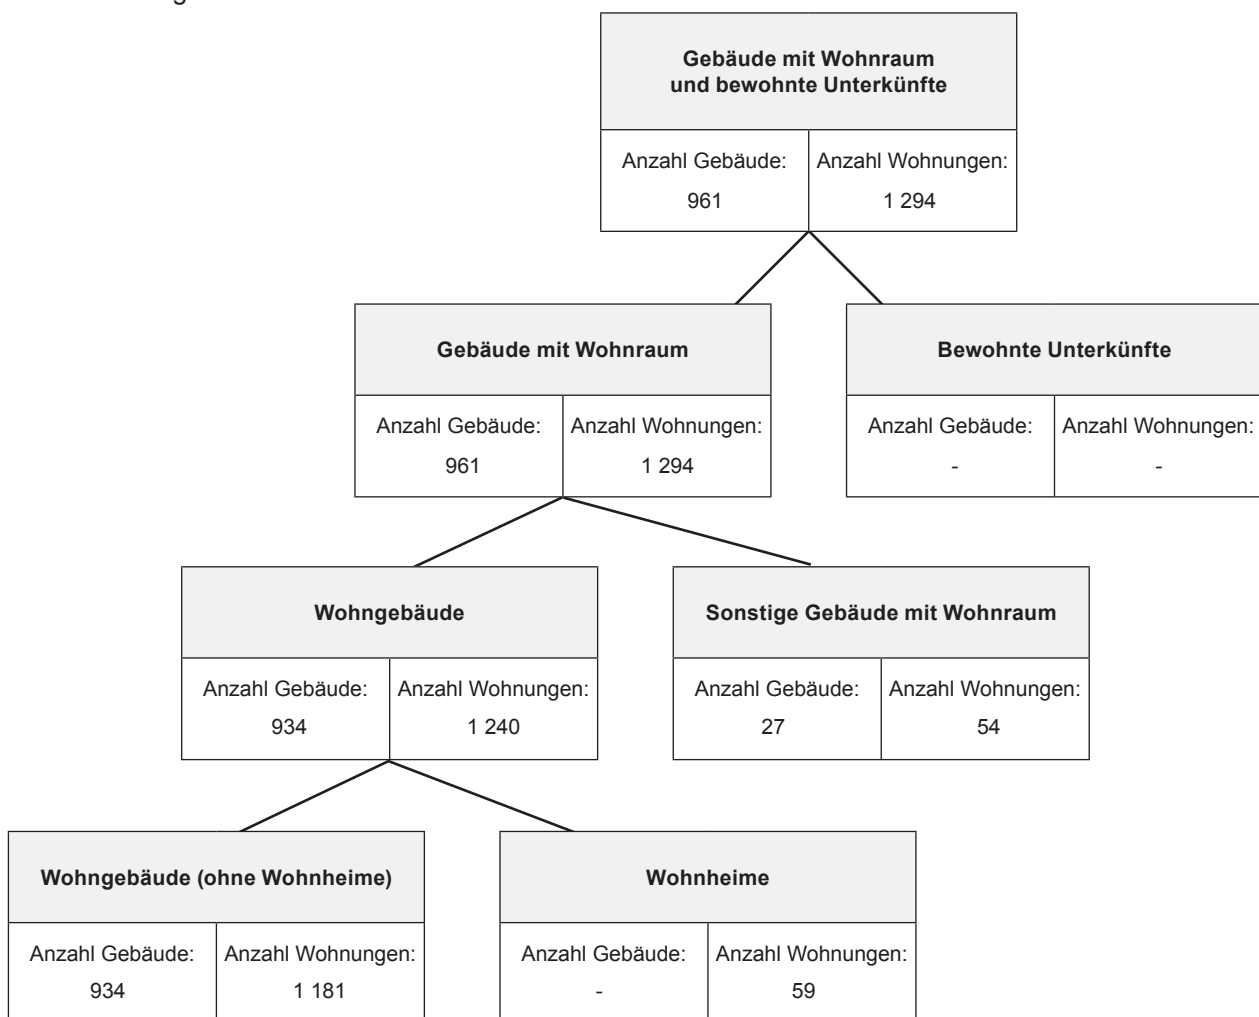 Gebäude mit Wohnraum
und bewohnte Unterkünfte
Anzahl Gebäude:
961
Anzahl Wohnungen:
1 294
Gebäude mit Wohnraum
Anzahl Gebäude:
961
Anzahl Wohnungen:
1 294
Bewohnte Unterkünfte
Anzahl Gebäude:
-
Anzahl Wohnungen:
-
Wohngebäude
Anzahl Gebäude:
934
Anzahl Wohnungen:
1 240
Sonstige Gebäude mit Wohnraum
Anzahl Gebäude:
27
Anzahl Wohnungen:
54
Wohngebäude (ohne Wohnheime)
Anzahl Gebäude:
934
Anzahl Wohnungen:
1 181
Wohnheime
Anzahl Gebäude:
-
Anzahl Wohnungen:
59